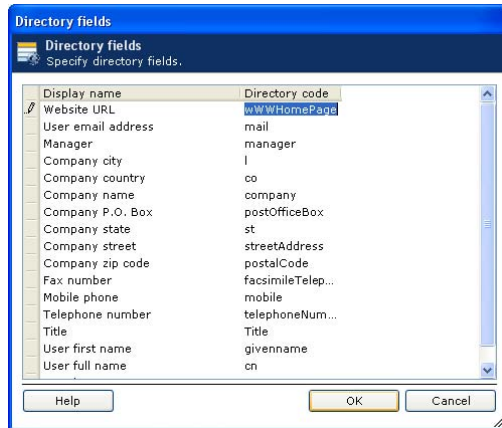 Directory fields
Directory fields
Specify directory fields.
Display name Directory code
Website URL wWWHomePage
User email address mail
Manager manager
Company city l
Company country co
Company name company
Company P.O. Box postOfficeBox
Company state st
Company street streetAddress
Company zip code postalCode
Fax number facsimileTelep...
Mobile phone mobile
Telephone number telephoneNum...
Title Title
User first name givenname
User full name cn
Help OK Cancel